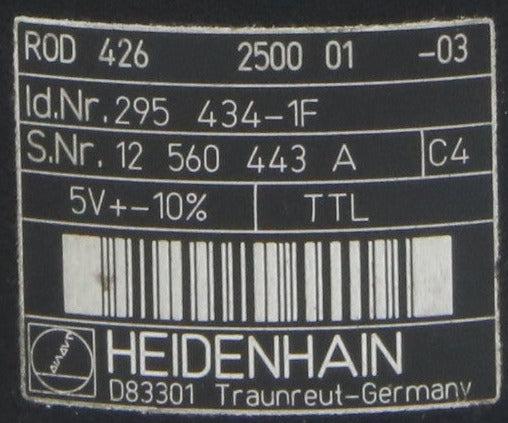 ROD 426 2500 01 -03
Id.Nr. 295 434-1F
S.Nr. 12 560 443 A C4
5V+-10% TTL
HEIDENHAIN
D83301 Traunreut-Germany